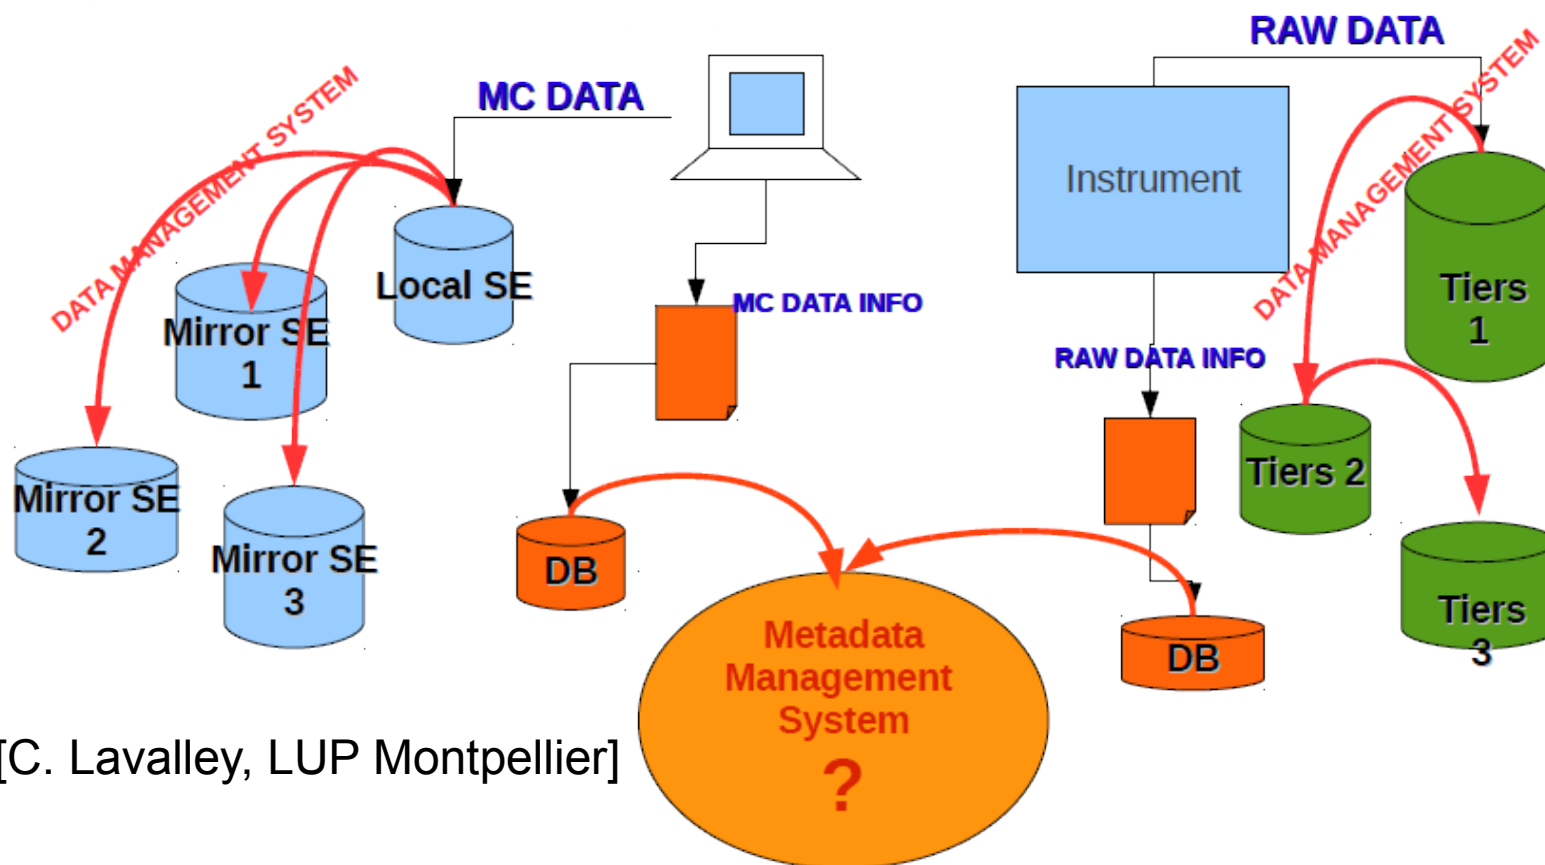 RAW DATA
MC DATA
DATA MANAGEMENT SYSTEM
DATA MANAGEMENT SYSTEM
Instrument
Local SE
Tiers
1
MC DATA INFO
Mirror SE
1
RAW DATA INFO
Mirror SE
2
Tiers 2
Mirror SE
3
DB
Tiers
3
DB
Metadata
Management
System
?
[C. Lavalley, LUP Montpellier]